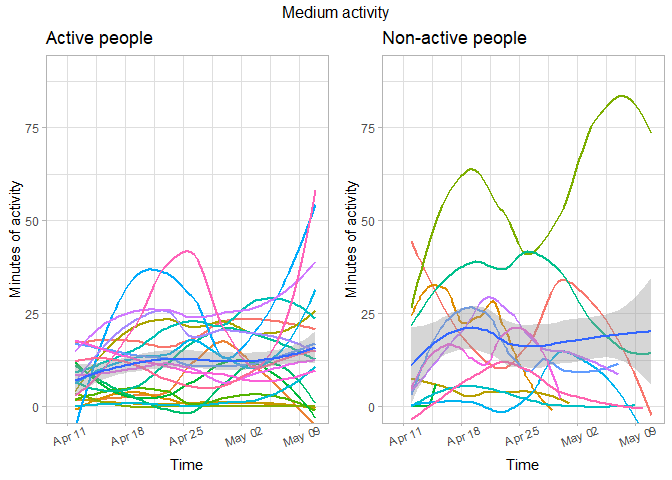 Medium activity
Active people
Non-active people
Minutes of activity
75
50
25
0
Apr 11
Apr 18
Apr 25
May 02
May 09
Time
Minutes of activity
75
50
25
0
Apr 11
Apr 18
Apr 25
May 02
May 09
Time